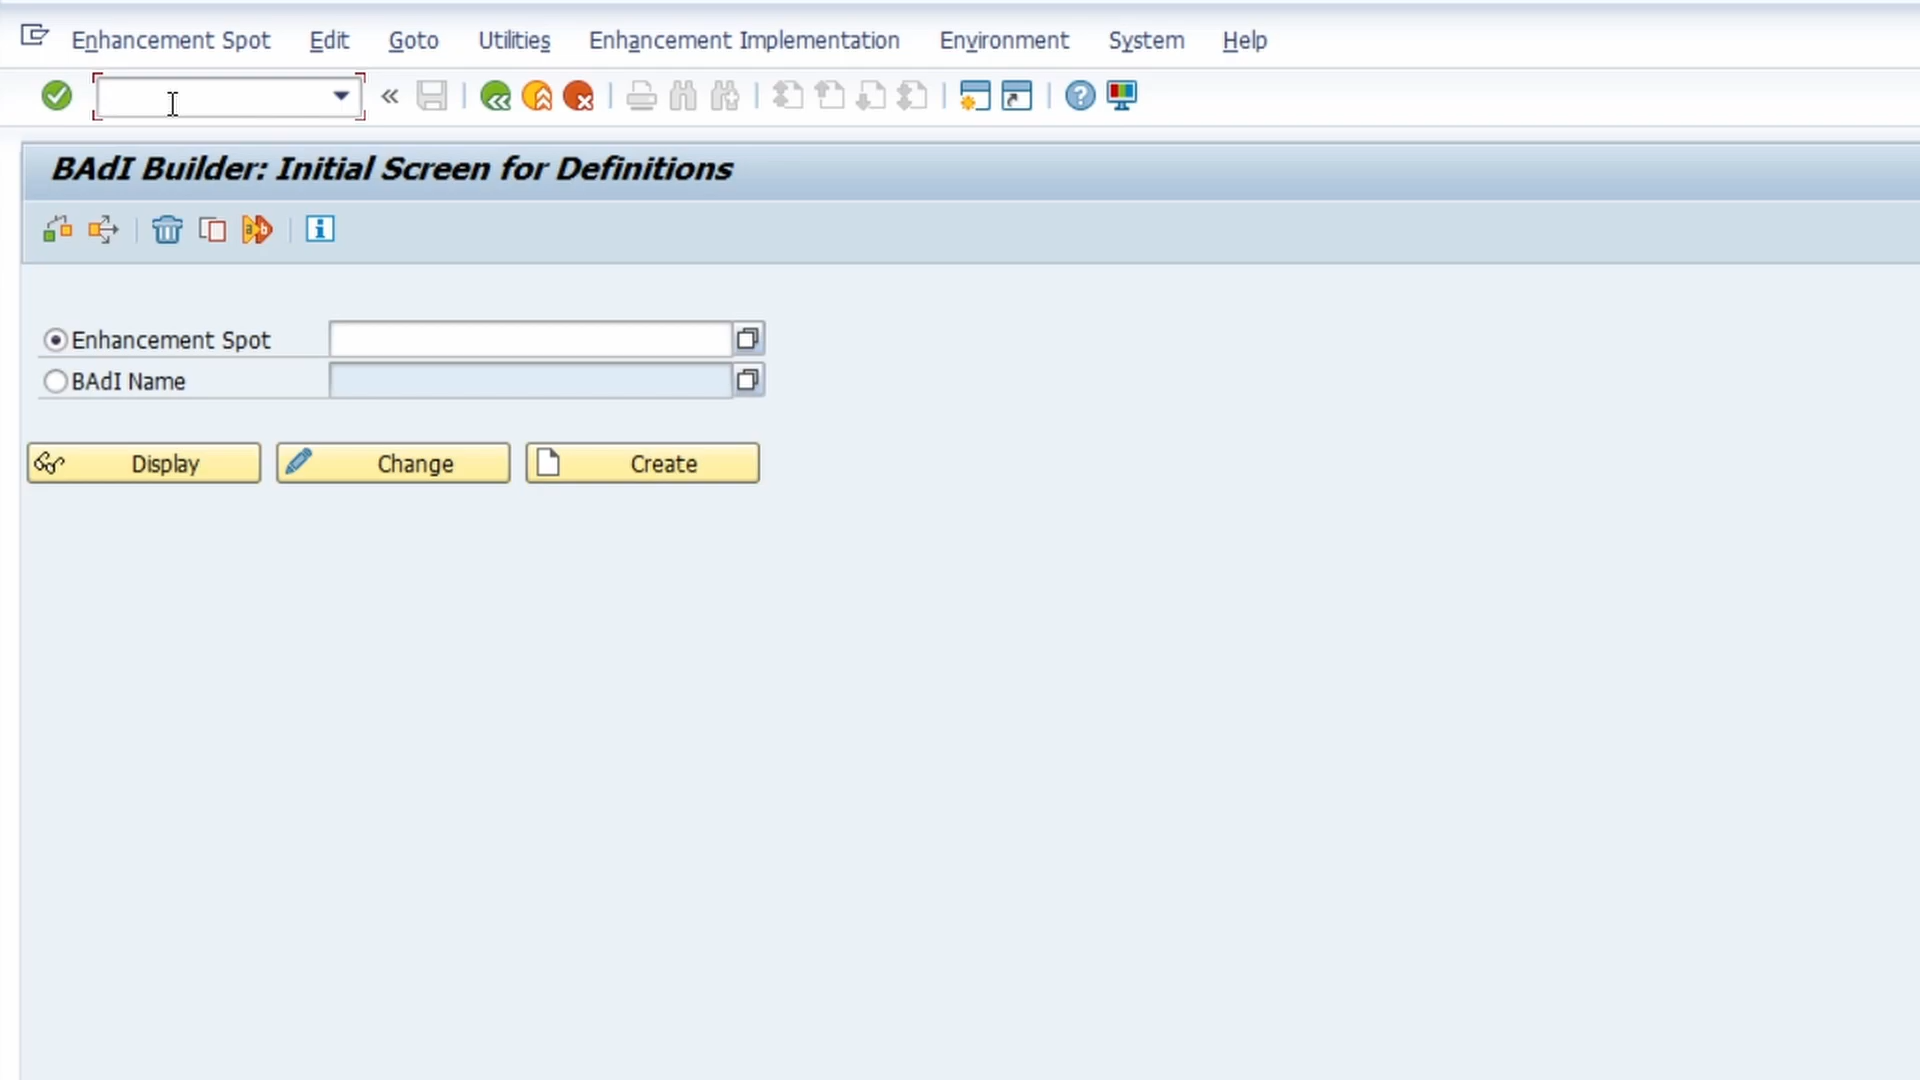 Enhancement Spot Edit Goto Utilities Enhancement Implementation Environment System Help
BAdI Builder: Initial Screen for Definitions
Enhancement Spot
BAdI Name
Display Change Create